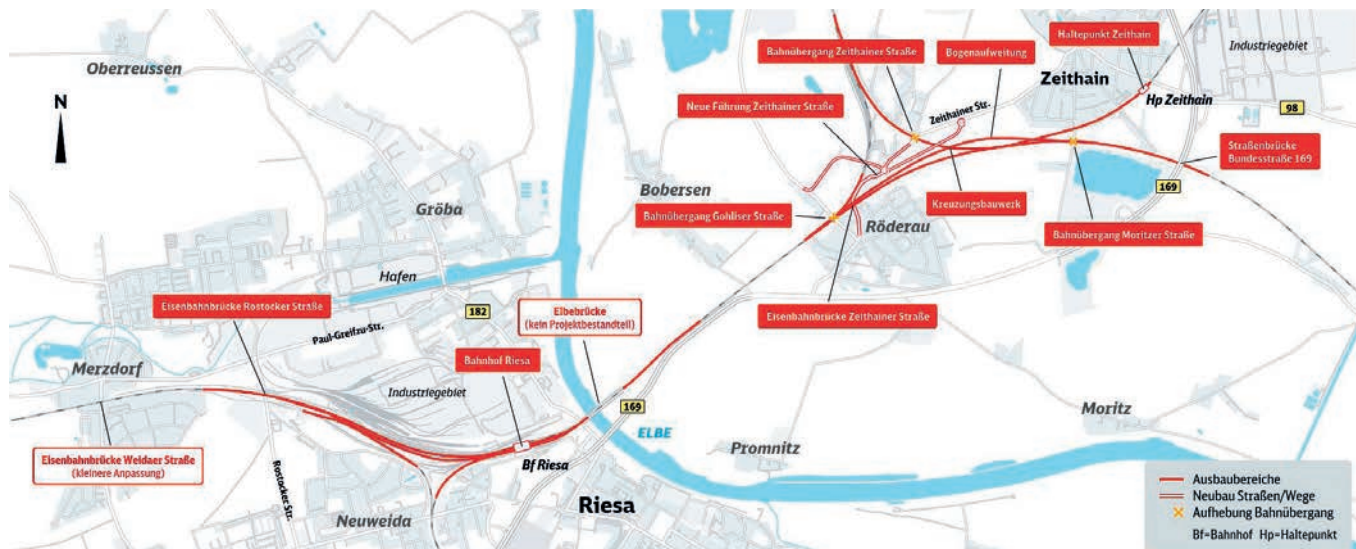 Oberreussen
N
Bahnübergang Zeithainer Straße
Bogenaufweitung
Haltepunkt Zeithain
Industriegebiet
Zeithain
Hp Zeithain
98
Neue Führung Zeithainer Straße
Zeithainer Str.
Straßenbrücke
Bundesstraße 169
169
Bobersen
Gröba
Bahnübergang Gohliser Straße
Kreuzungsbauwerk
Röderau
Bahnübergang Moritzer Straße
Hafen
Eisenbahnbrücke Rostocker Straße
182
Elbebrücke
(kein Projektbestandteil)
Eisenbahnbrücke Zeithainer Straße
Paul-Greifzu-Str.
Bahnhof Riesa
Merzdorf
Industriegebiet
169
Moritz
ELBE
Promnitz
Eisenbahnbrücke Weidaer Straße
(kleinere Anpassung)
Bf Riesa
Rostocker Str.
Riesa
Neuweida
Ausbaubereiche
Neubau Straßen/Wege
Aufhebung Bahnübergang
Bf=Bahnhof Hp=Haltepunkt